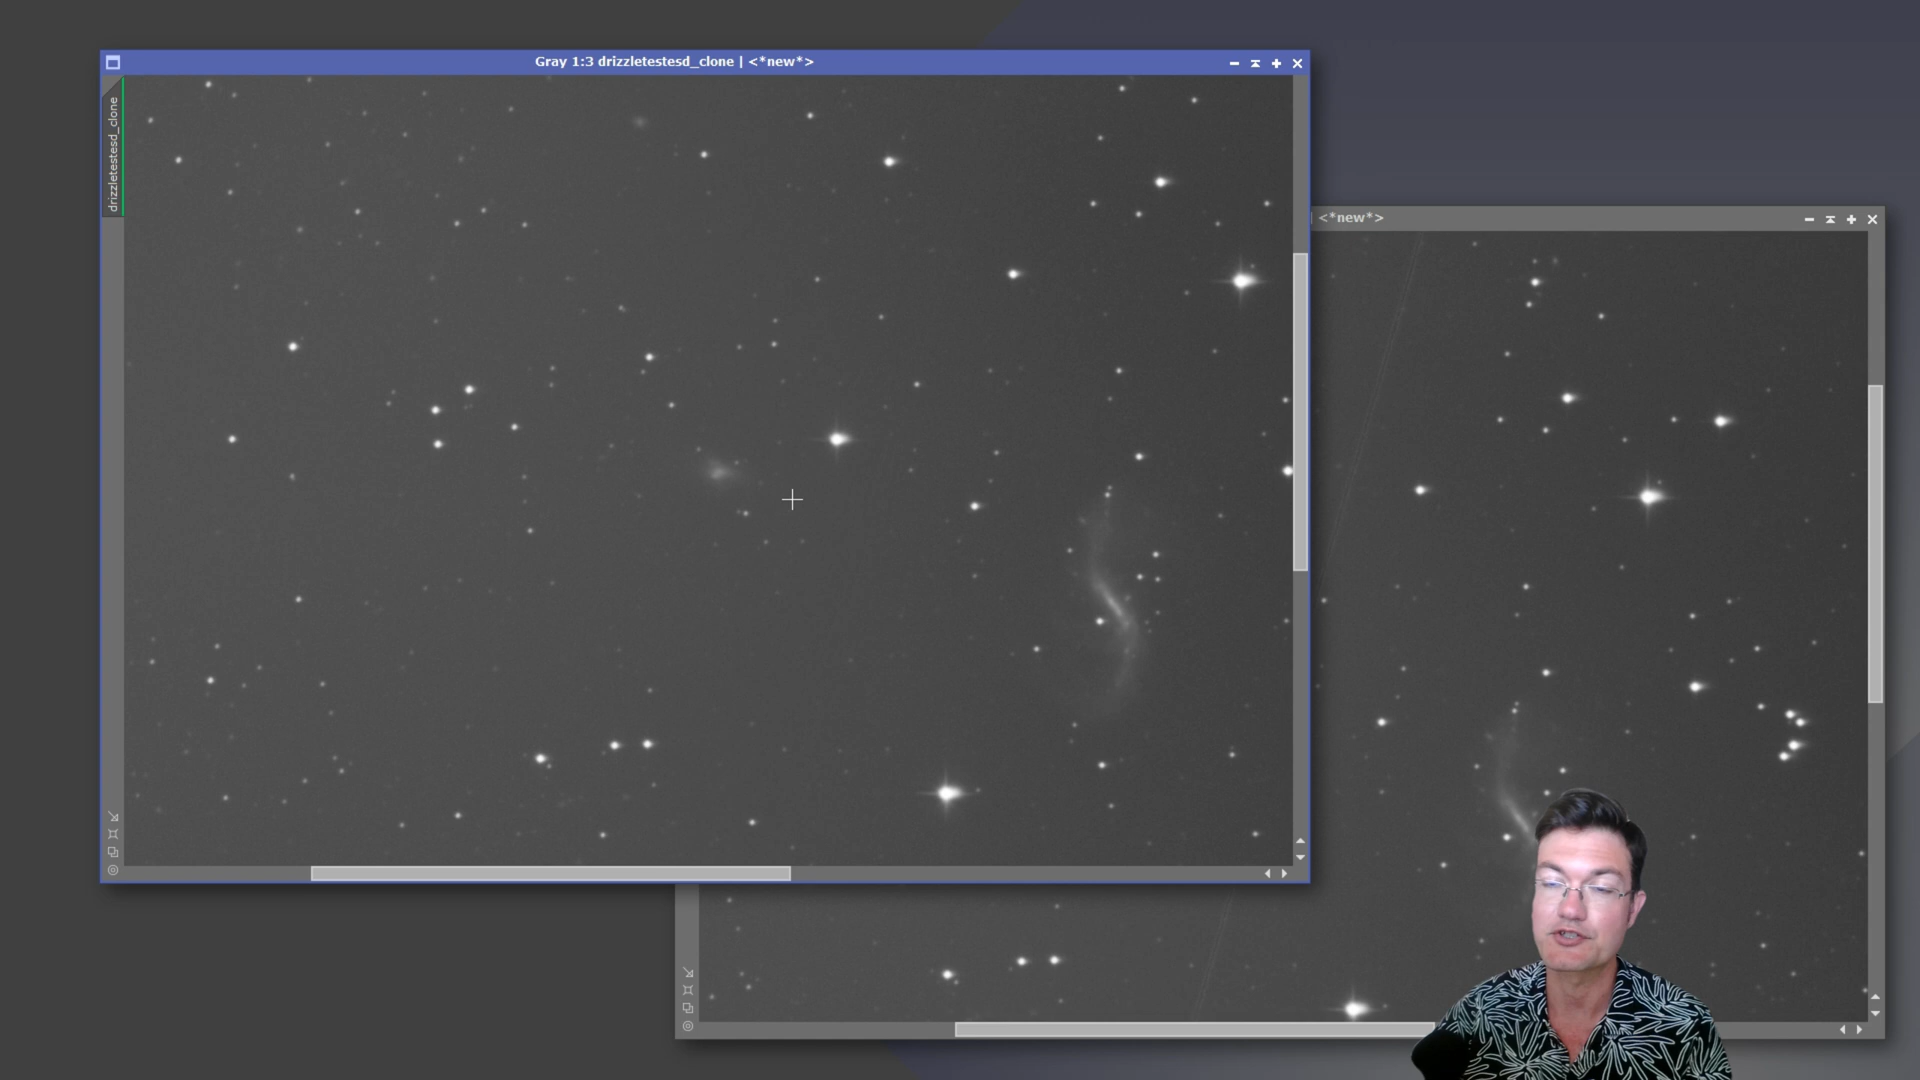 Gray 1:3 drizzletestesd_clone | <*new*>
drizzletestesd_clone
| <*new*>